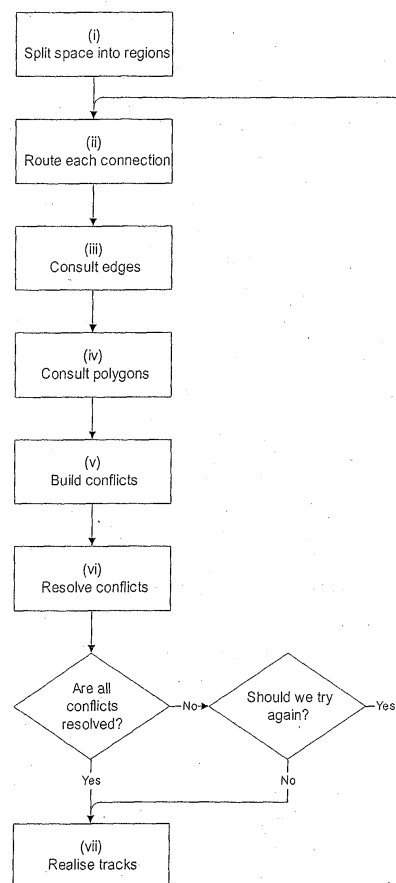 (i)
Split space into regions
(ii)
Route each connection
(iii)
Consult edges
(iv)
Consult polygons
(v)
Build conflicts
(vi)
Resolve conflicts
Are all
conflicts
resolved?
No
Should we try
again?
Yes
Yes
No
(vii)
Realise tracks